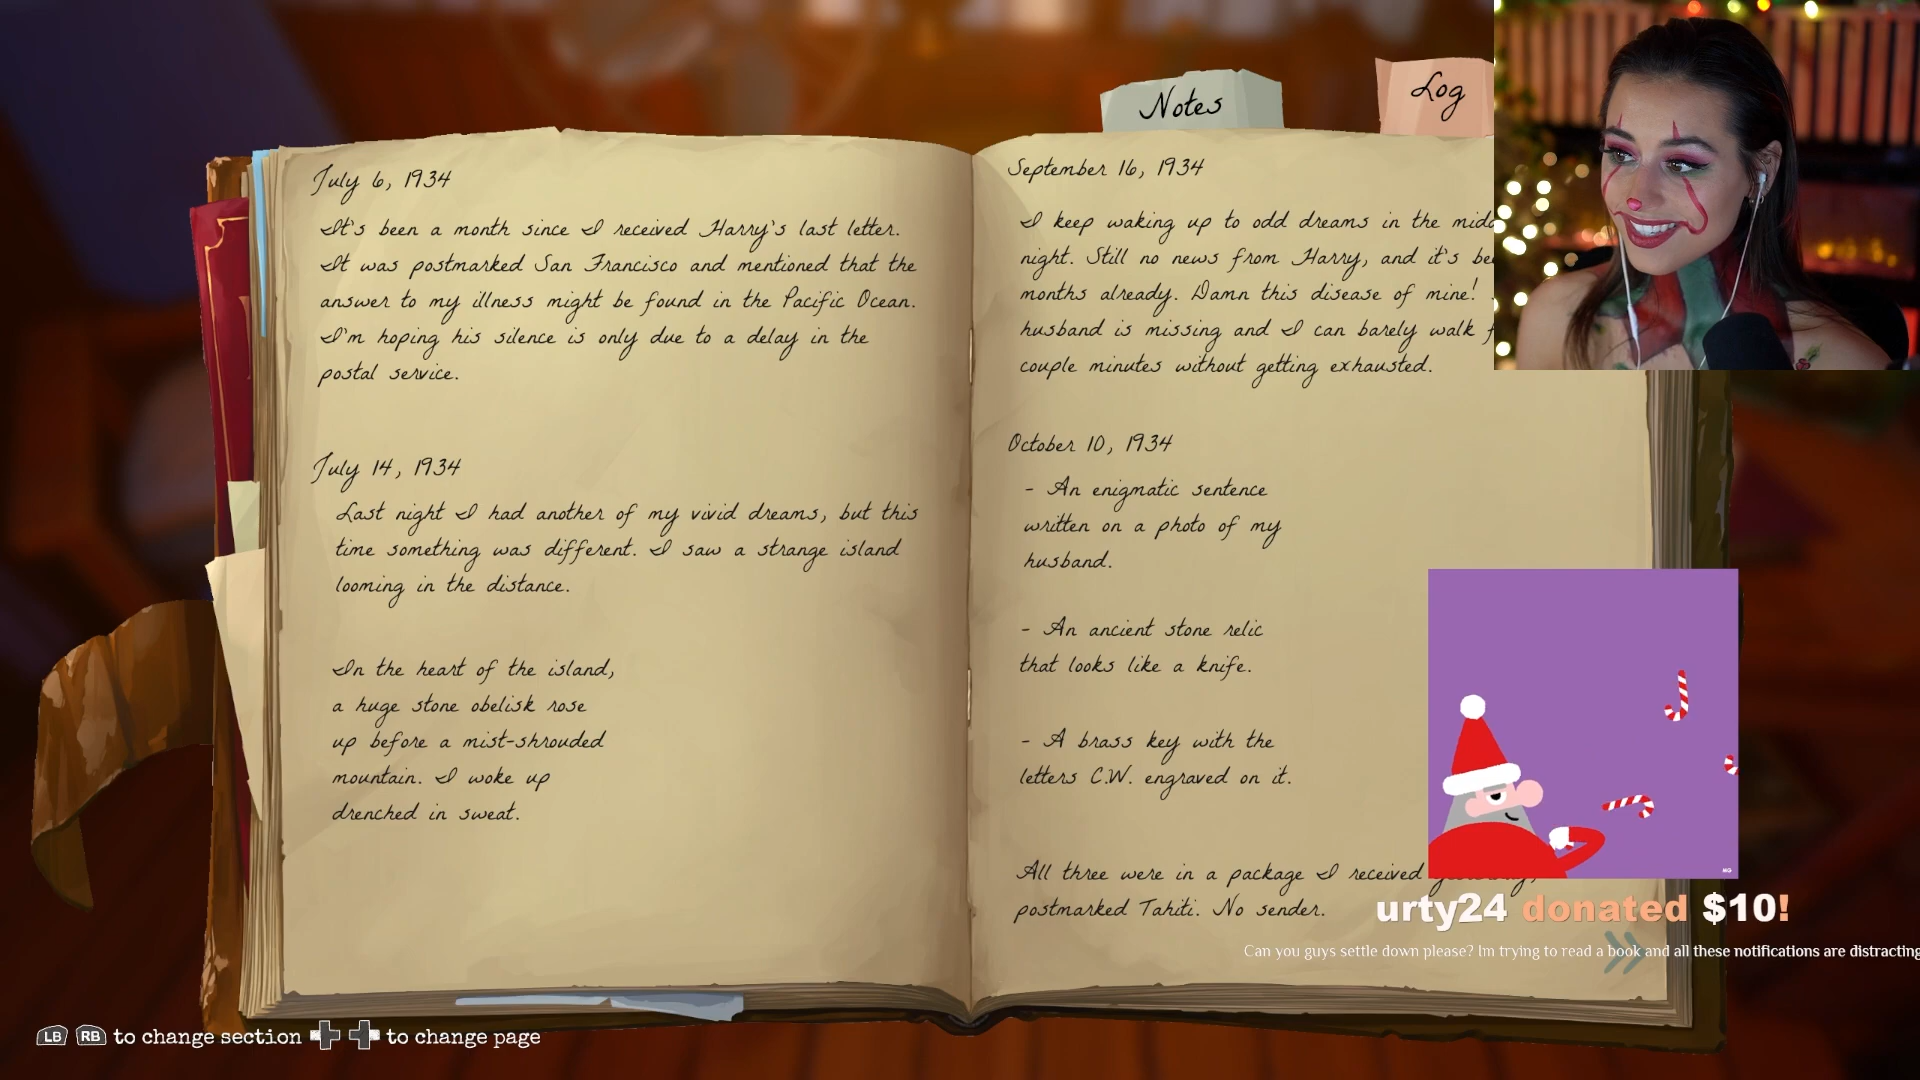 Notes
Log
July 6, 1934
It's been a month since I received Harry's last letter.
It was postmarked San Francisco and mentioned that the
answer to my illness might be found in the Pacific Ocean.
I'm hoping his silence is only due to a delay in the
postal service.
July 14, 1934
Last night I had another of my vivid dreams, but this
time something was different. I saw a strange island
looming in the distance.
In the heart of the island,
a huge stone obelisk rose
up before a mist-shrouded
mountain. I woke up
drenched in sweat.
September 16, 1934
I keep waking up to odd dreams in the
night. Still no news from Harry, and it's
months already. Damn this disease of mine!
husband is missing and I can barely walk
couple minutes without getting exhausted.
October 10, 1934
- An enigmatic sentence
written on a photo of my
husband.
- An ancient stone relic
that looks like a knife.
- A brass key with the
letters C.W. engraved on it.
All three were in a package I received
postmarked Tahiti. No sender.
urty24 donated $10!
Can you guys settle down please? Im trying to read a book and all these notifications are distracting
LB RB to change section to change page